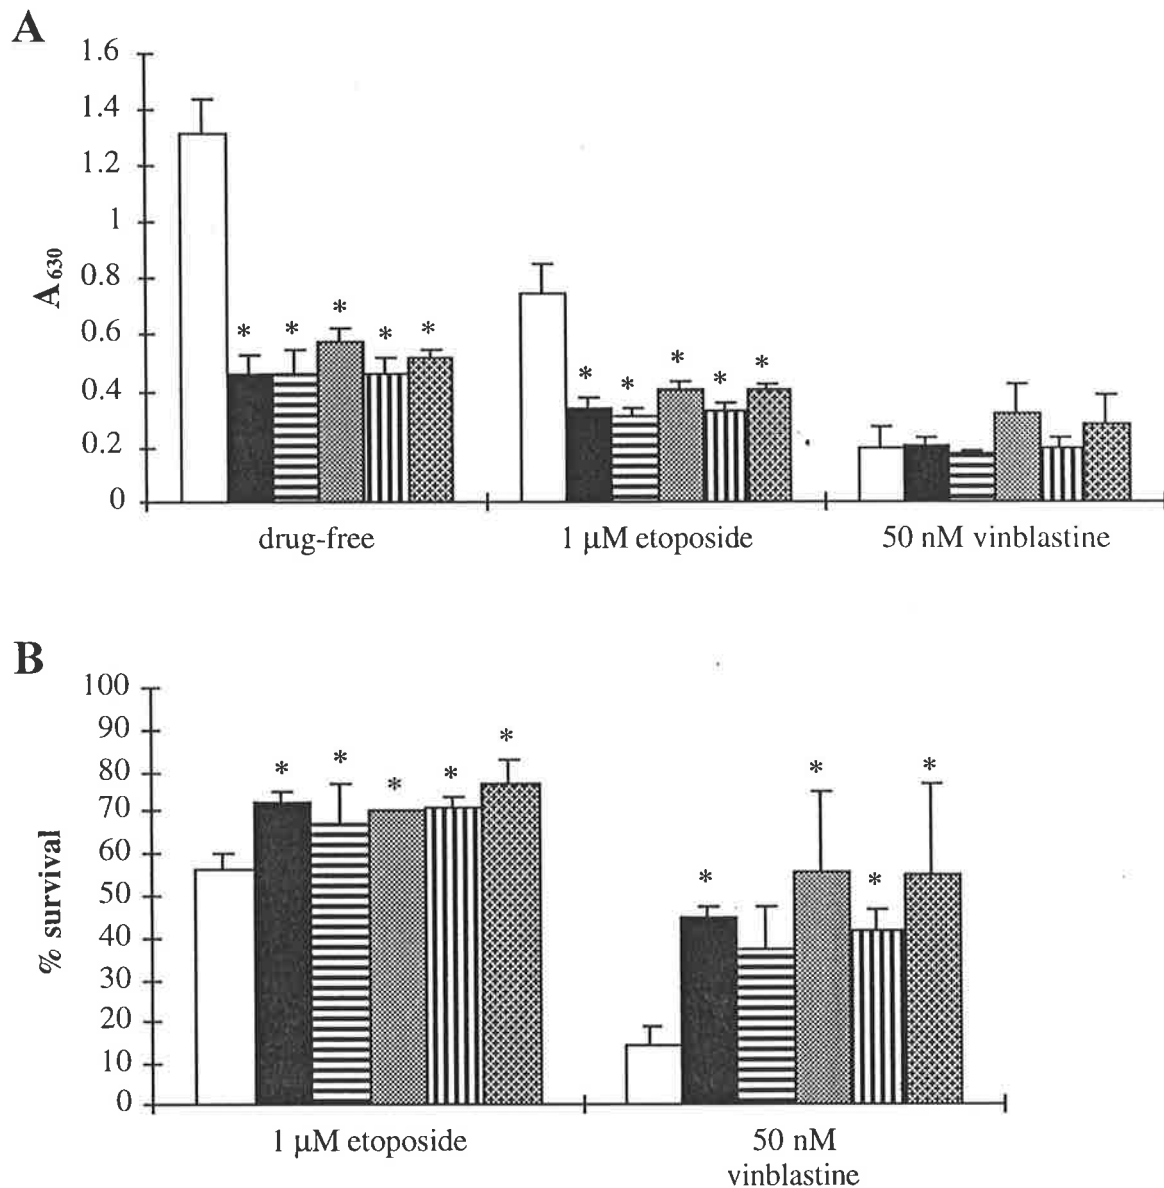 A
1.6
1.4
1.2
1
0.8
0.6
0.4
0.2
0
A630
* * * * *
* * * * *
drug-free 1 μM etoposide 50 nM vinblastine
B
100
90
80
70
60
50
40
30
20
10
0
% survival
* * * * *
* * * *
1 μM etoposide 50 nM
vinblastine